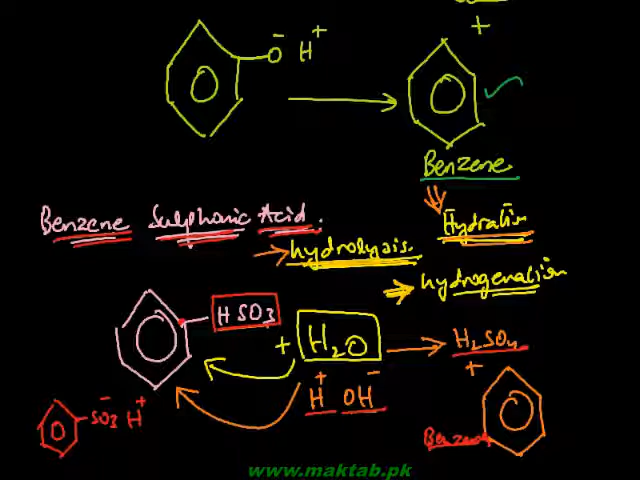 +
O⁻ H⁺
Benzene
Benzene Sulphonic Acid.
Hydration
hydrolysis.
hydrogenation
HSO3
+ H2O
H2SO4
+
H⁺ OH⁻
SO3⁻ H⁺
Benzene
www.maktab.pk